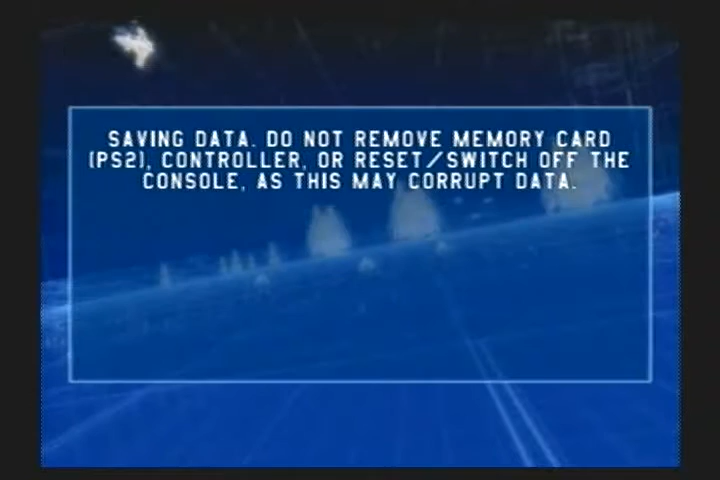 SAVING DATA. DO NOT REMOVE MEMORY CARD
(PS2), CONTROLLER, OR RESET/SWITCH OFF THE
CONSOLE, AS THIS MAY CORRUPT DATA.